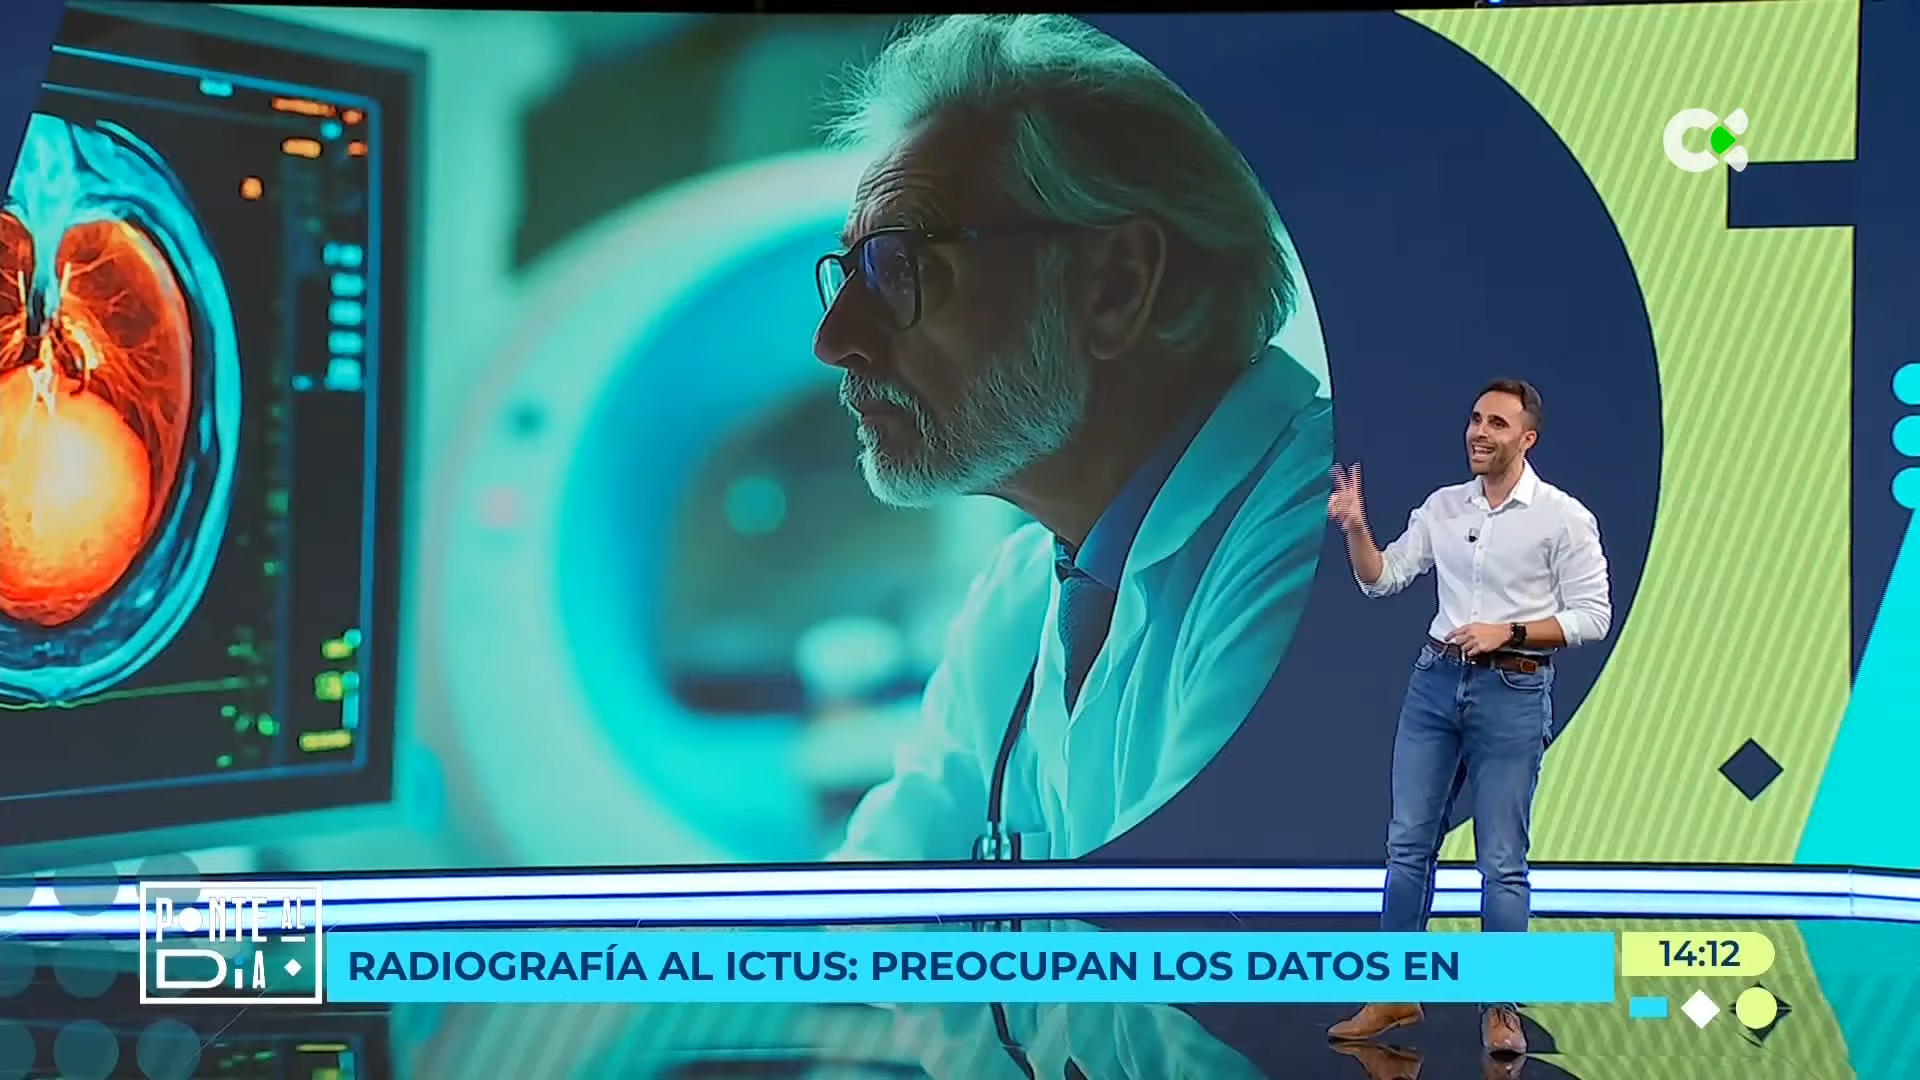 PONTE AL
DÍA
RADIOGRAFÍA AL ICTUS: PREOCUPAN LOS DATOS EN
14:12